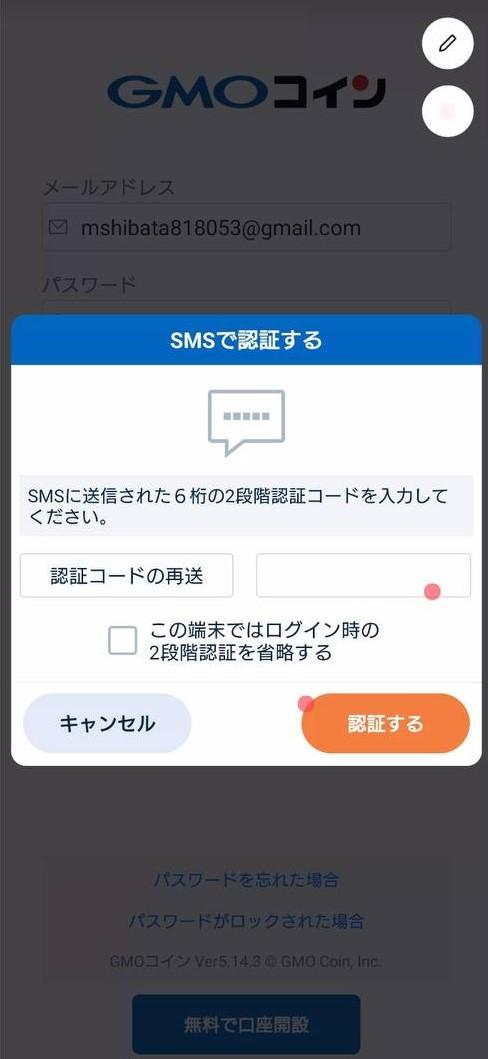 GMOコイン
メールアドレス
mshibata818053@gmail.com
パスワード
SMSで認証する
SMSに送信された６桁の2段階認証コードを入力して
ください。
認証コードの再送
この端末ではログイン時の
2段階認証を省略する
キャンセル
認証する
パスワードを忘れた場合
パスワードがロックされた場合
GMOコイン Ver5.14.3 © GMO Coin, Inc.
無料で口座開設